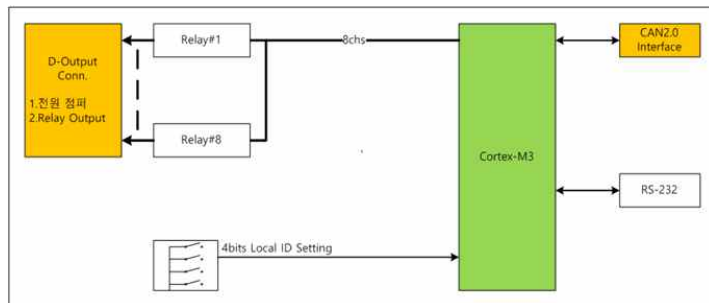 D-Output
Conn.
1.전원 점퍼
2.Relay Output
Relay#1
Relay#8
8chs
4bits Local ID Setting
Cortex-M3
CAN2.0
Interface
RS-232